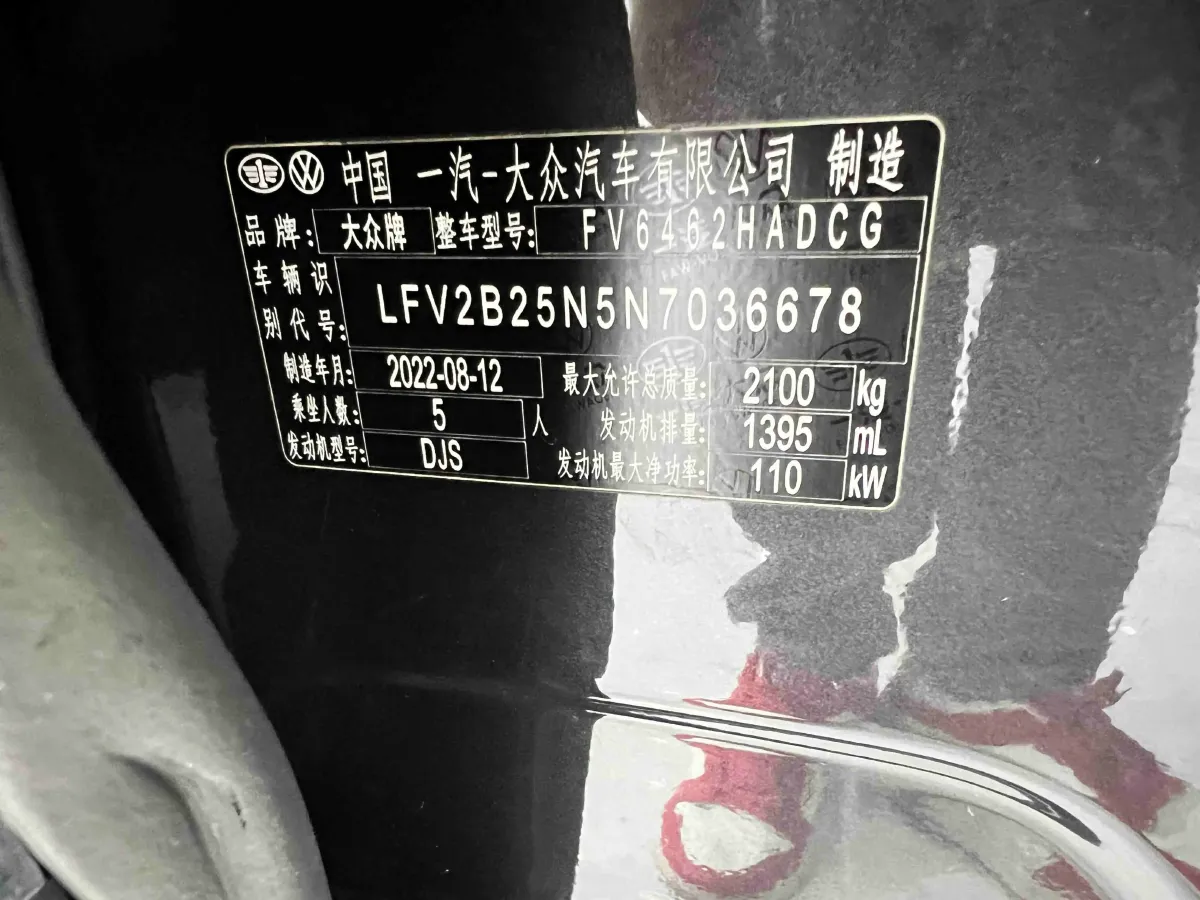 中国 一汽-大众汽车有限公司 制造
品牌: 大众牌 整车型号: FV6462HADCG
车辆识别代号: LFV2B25N5N7036678
制造年月: 2022-08-12 最大允许总质量: 2100 kg
乘坐人数: 5 人 发动机排量: 1395 mL
发动机型号: DJS 发动机最大净功率: 110 kW